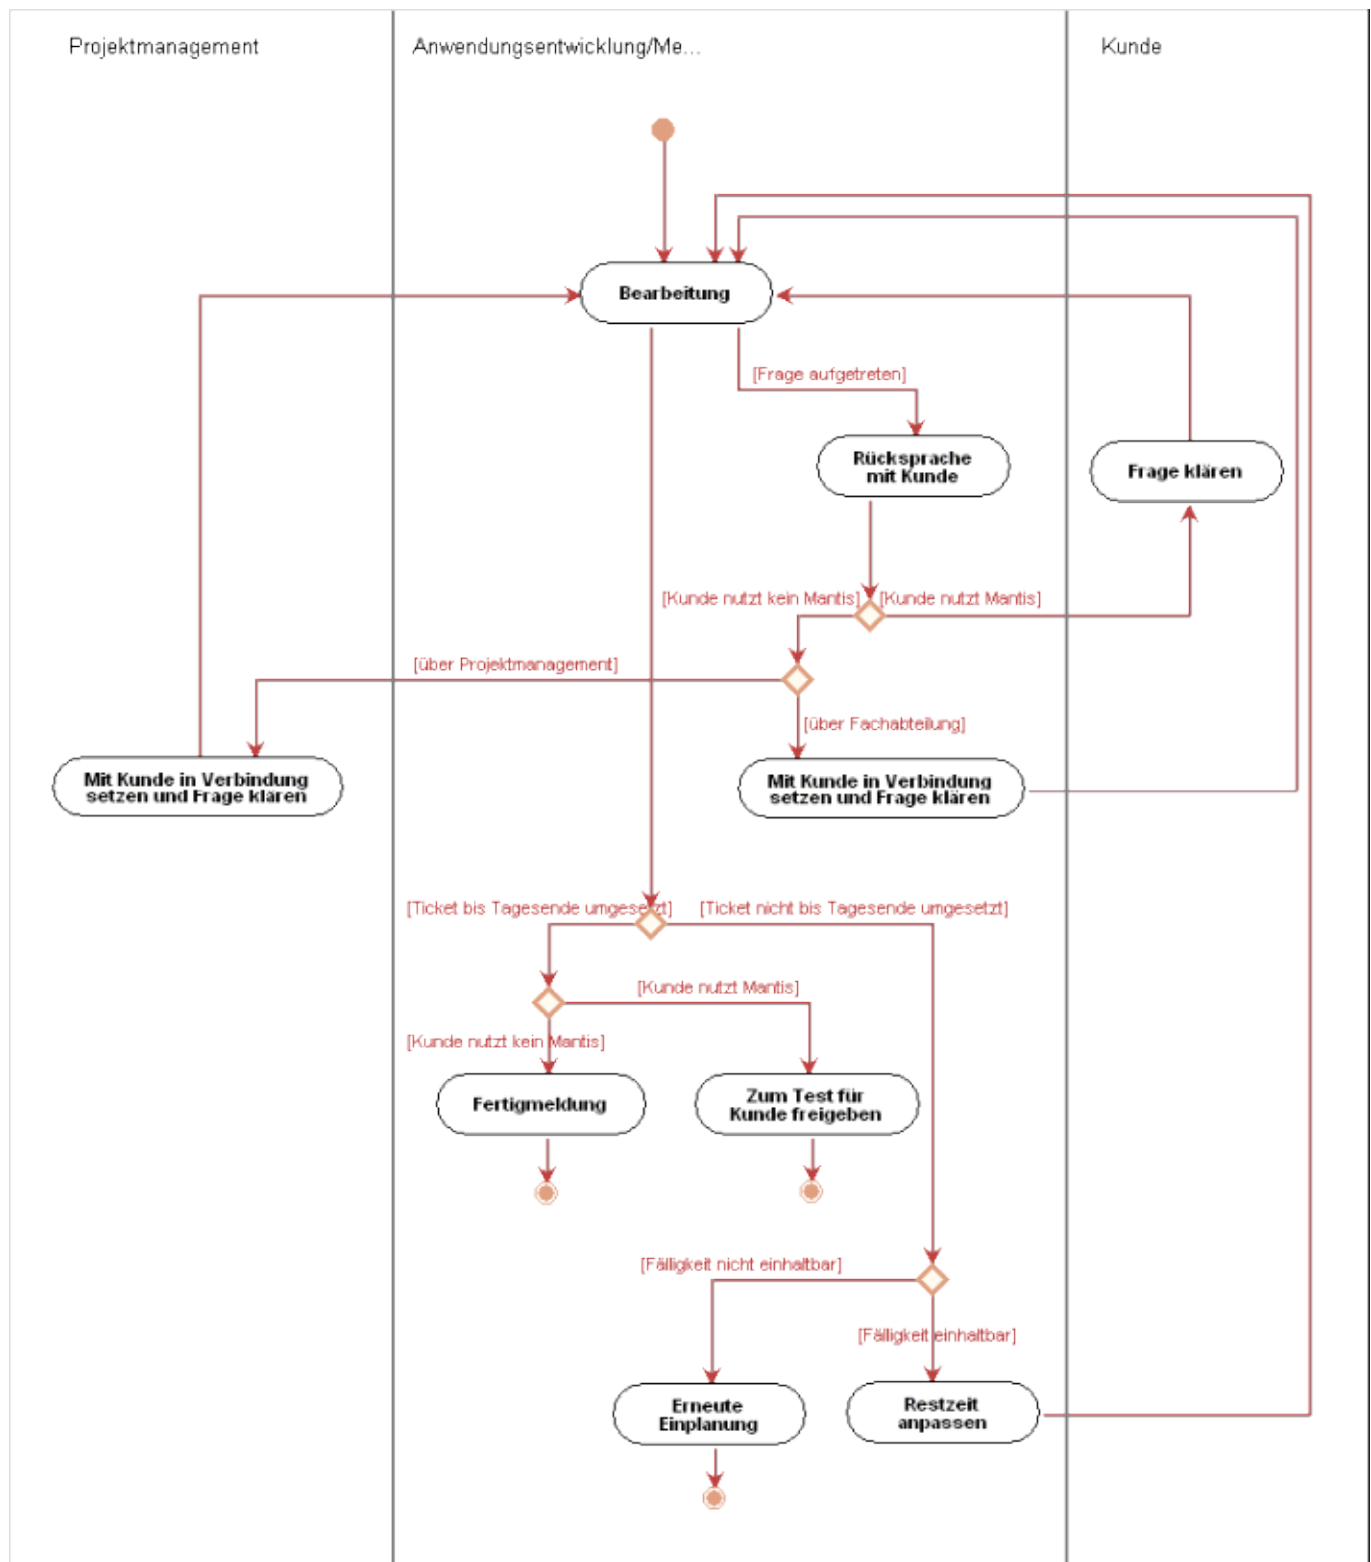 Projektmanagement
Anwendungsentwicklung/Me...
Kunde
Bearbeitung
[Frage aufgetreten]
Rücksprache
mit Kunde
Frage klären
[Kunde nutzt kein Mantis]
[Kunde nutzt Mantis]
[über Projektmanagement]
[über Fachabteilung]
Mit Kunde in Verbindung
setzen und Frage klären
Mit Kunde in Verbindung
setzen und Frage klären
[Ticket bis Tagesende umgesetzt]
[Ticket nicht bis Tagesende umgesetzt]
[Kunde nutzt Mantis]
[Kunde nutzt kein Mantis]
Fertigmeldung
Zum Test für
Kunde freigeben
[Fälligkeit nicht einhaltbar]
[Fälligkeit einhaltbar]
Erneute
Einplanung
Restzeit
anpassen